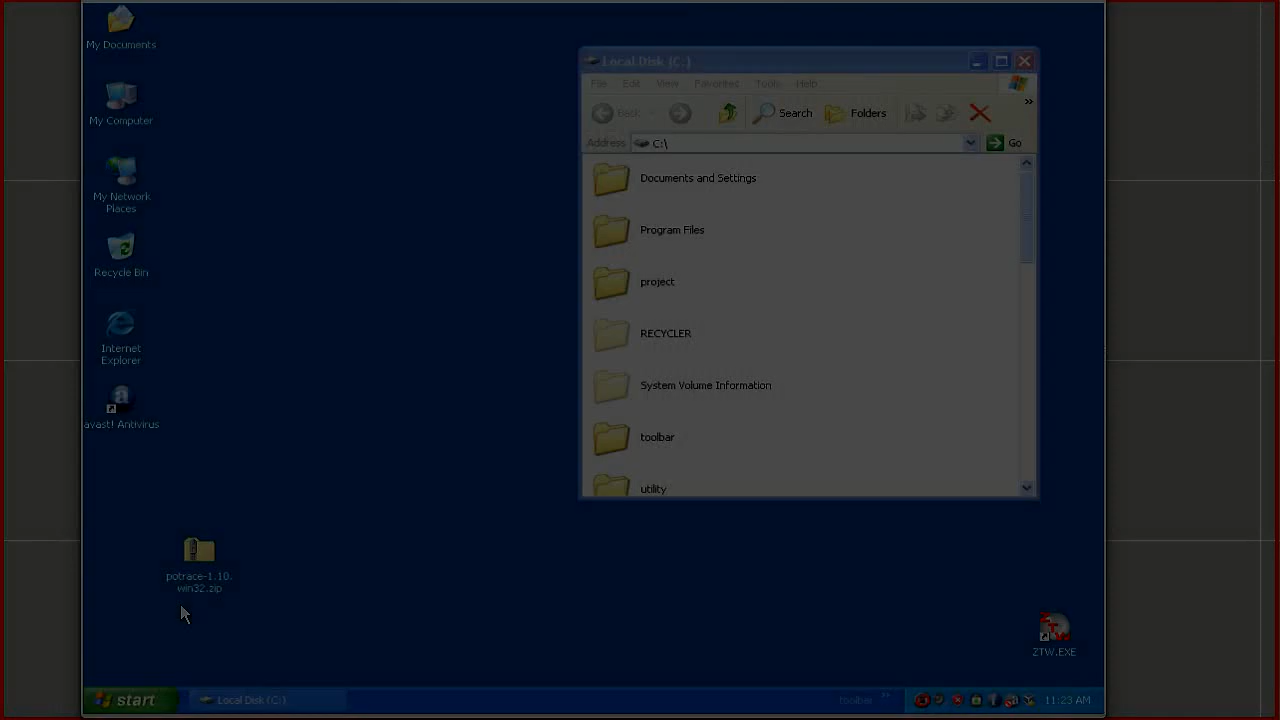 My Documents
My Computer
My Network
Places
Recycle Bin
Internet
Explorer
avast! Antivirus
potrace-1.10.
win32.zip
Local Disk (C:)
File Edit View Favorites Tools Help
Back Search Folders »
Address C:\ Go
Documents and Settings
Program Files
project
RECYCLER
System Volume Information
toolbar
utility
ZTW.EXE
start Local Disk (C:) toolbar » 11:23 AM